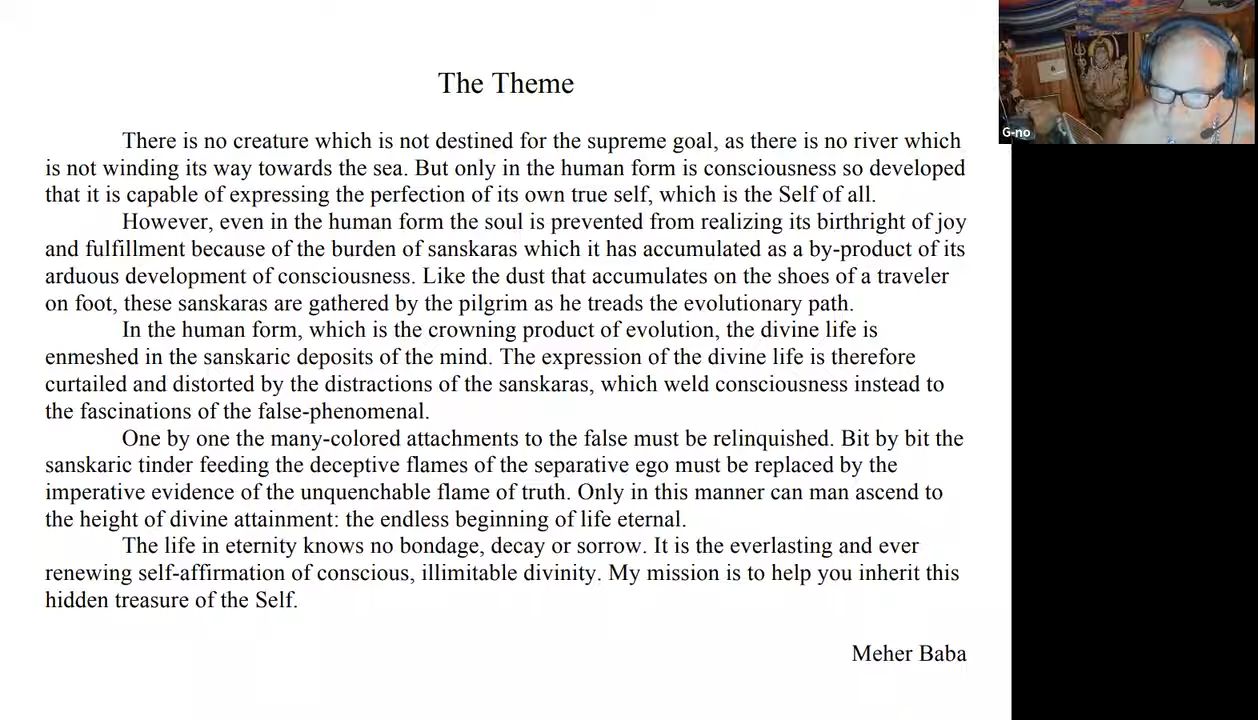 The Theme
There is no creature which is not destined for the supreme goal, as there is no river which
is not winding its way towards the sea. But only in the human form is consciousness so developed
that it is capable of expressing the perfection of its own true self, which is the Self of all.
However, even in the human form the soul is prevented from realizing its birthright of joy
and fulfillment because of the burden of sanskaras which it has accumulated as a by-product of its
arduous development of consciousness. Like the dust that accumulates on the shoes of a traveler
on foot, these sanskaras are gathered by the pilgrim as he treads the evolutionary path.
In the human form, which is the crowning product of evolution, the divine life is
enmeshed in the sanskaric deposits of the mind. The expression of the divine life is therefore
curtailed and distorted by the distractions of the sanskaras, which weld consciousness instead to
the fascinations of the false-phenomenal.
One by one the many-colored attachments to the false must be relinquished. Bit by bit the
sanskaric tinder feeding the deceptive flames of the separative ego must be replaced by the
imperative evidence of the unquenchable flame of truth. Only in this manner can man ascend to
the height of divine attainment: the endless beginning of life eternal.
The life in eternity knows no bondage, decay or sorrow. It is the everlasting and ever
renewing self-affirmation of conscious, illimitable divinity. My mission is to help you inherit this
hidden treasure of the Self.
Meher Baba
G-no